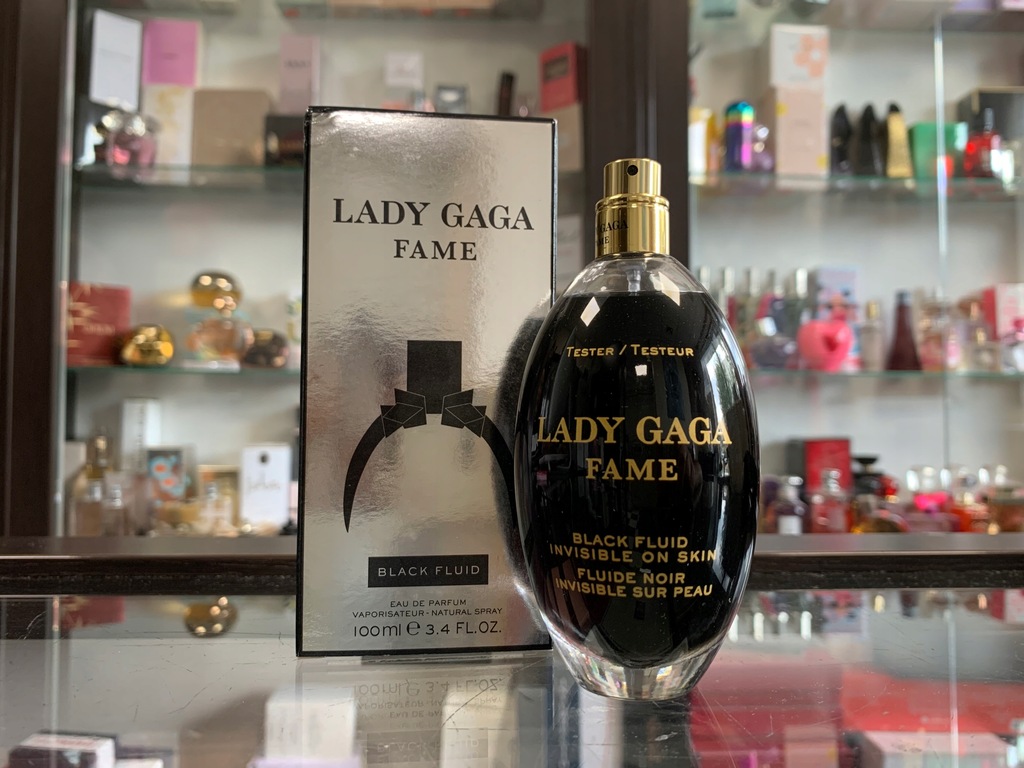 LADY GAGA
FAME
BLACK FLUID
EAU DE PARFUM
VAPORISATEUR - NATURAL SPRAY
100ml e 3.4 FL.OZ.
GAGA
TESTER / TESTEUR
LADY GAGA
FAME
BLACK FLUID
INVISIBLE ON SKIN
FLUIDE NOIR
INVISIBLE SUR PEAU